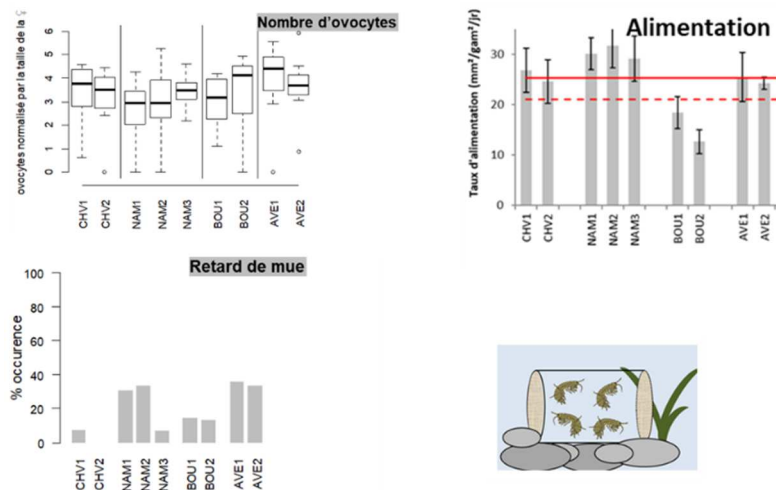 Nombre d'ovocytes
ovocytes normalisé par la taille de la ♀
6
5
4
3
2
1
0
CHV1
CHV2
NAM1
NAM2
NAM3
BOU1
BOU2
AVE1
AVE2
Alimentation
Taux d'alimentation (mm²/gam²/jr)
30
20
10
0
CHV1
CHV2
NAM1
NAM2
NAM3
BOU1
BOU2
AVE1
AVE2
Retard de mue
% occurence
100
80
60
40
20
0
CHV1
CHV2
NAM1
NAM2
NAM3
BOU1
BOU2
AVE1
AVE2